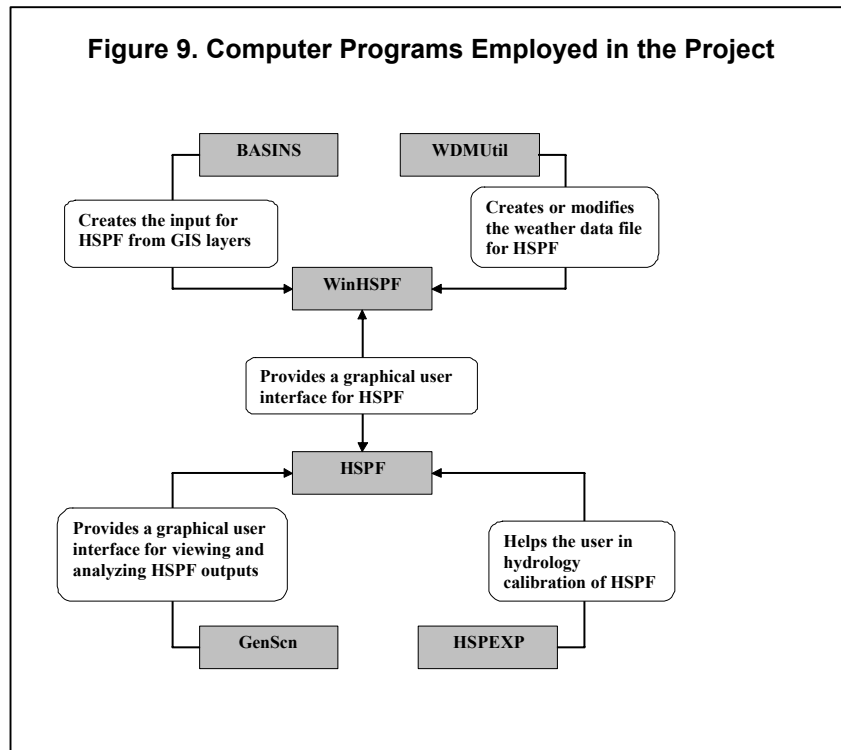 Figure 9. Computer Programs Employed in the Project
BASINS
WDMUtil
Creates the input for
HSPF from GIS layers
Creates or modifies
the weather data file
for HSPF
WinHSPF
Provides a graphical user
interface for HSPF
HSPF
Provides a graphical user
interface for viewing and
analyzing HSPF outputs
Helps the user in
hydrology
calibration of HSPF
GenScn
HSPEXP